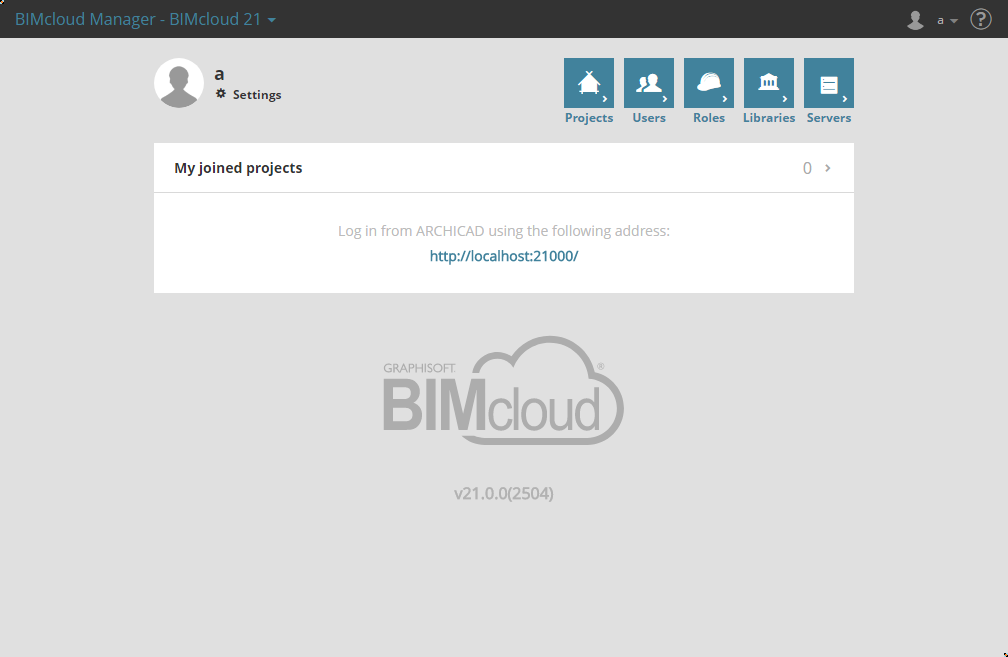 BIMcloud Manager - BIMcloud 21
a
?
a
Settings
Projects Users Roles Libraries Servers
My joined projects 0
Log in from ARCHICAD using the following address:
http://localhost:21000/
GRAPHISOFT.
BIMcloud®
v21.0.0(2504)